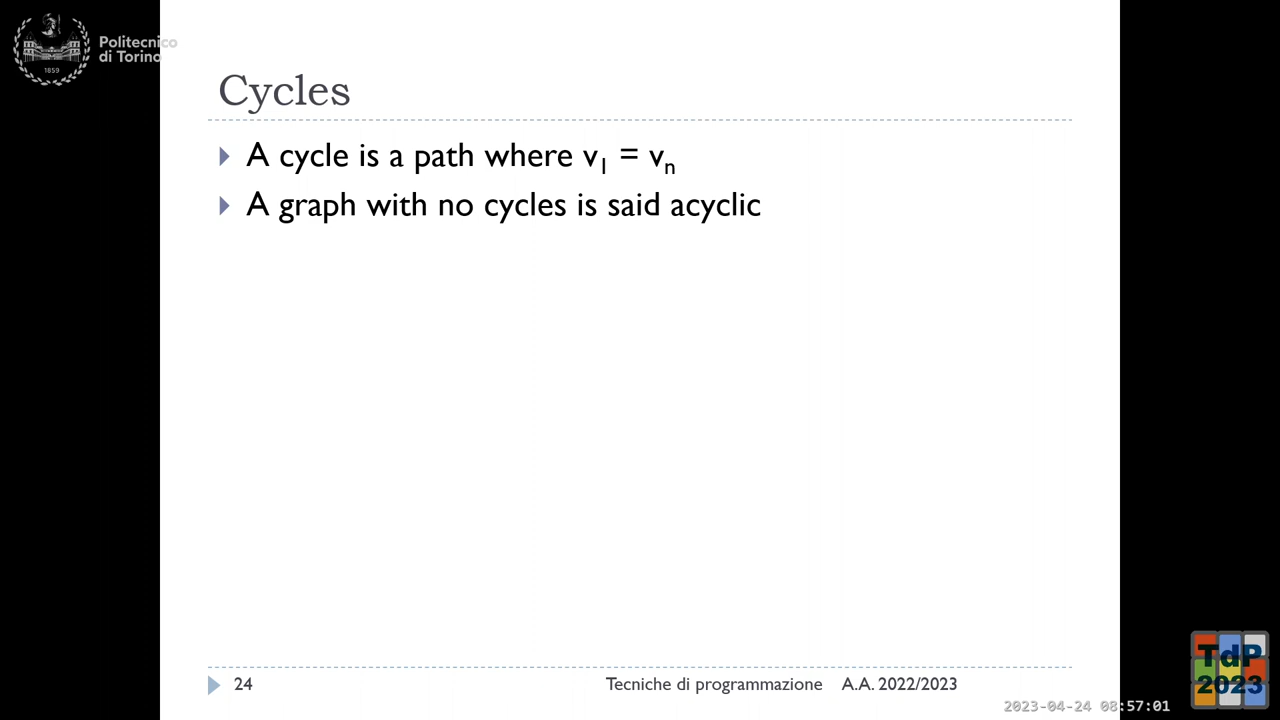 Politecnico
di Torino
1859
Cycles
A cycle is a path where v₁ = vₙ
A graph with no cycles is said acyclic
24
Tecniche di programmazione A.A. 2022/2023
2023-04-24 08:57:01
TdP
2023